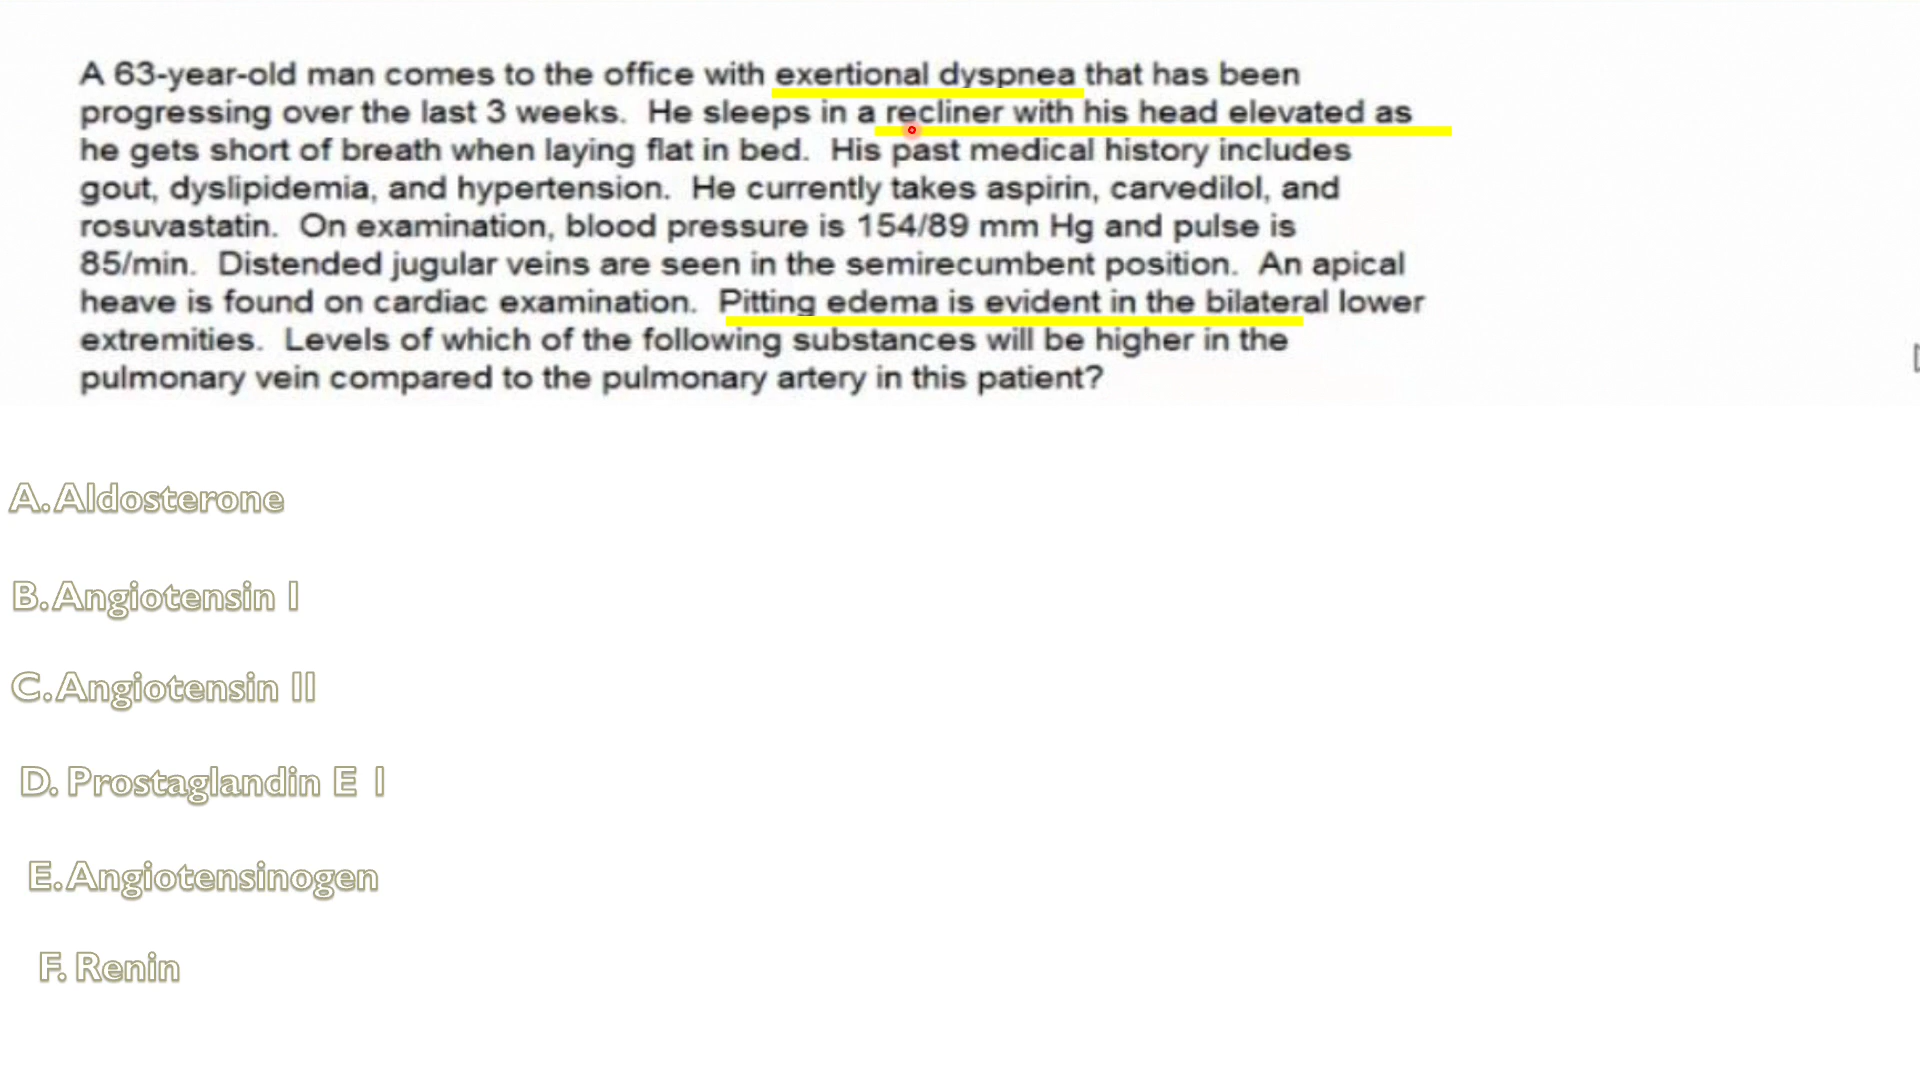 A 63-year-old man comes to the office with exertional dyspnea that has been
progressing over the last 3 weeks. He sleeps in a recliner with his head elevated as
he gets short of breath when laying flat in bed. His past medical history includes
gout, dyslipidemia, and hypertension. He currently takes aspirin, carvedilol, and
rosuvastatin. On examination, blood pressure is 154/89 mm Hg and pulse is
85/min. Distended jugular veins are seen in the semirecumbent position. An apical
heave is found on cardiac examination. Pitting edema is evident in the bilateral lower
extremities. Levels of which of the following substances will be higher in the
pulmonary vein compared to the pulmonary artery in this patient?
A. Aldosterone
B. Angiotensin I
C. Angiotensin II
D. Prostaglandin E 1
E. Angiotensinogen
F. Renin